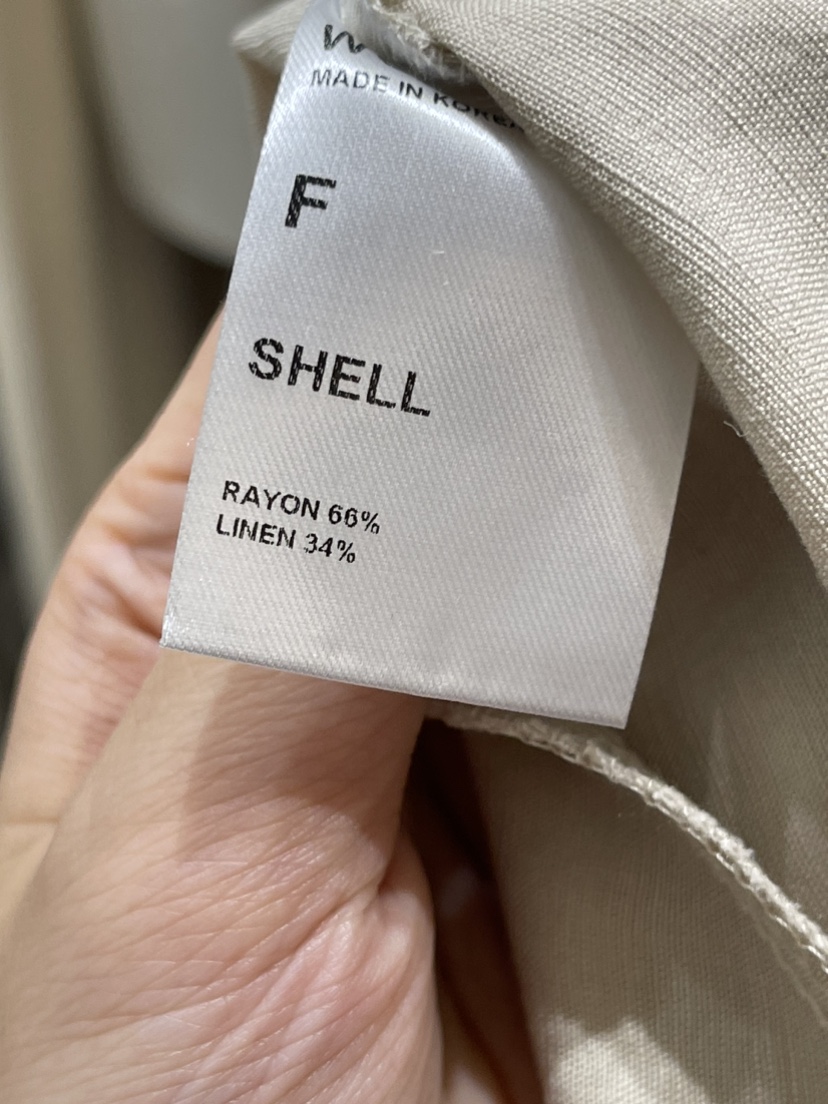 MADE IN KOREA
F
SHELL
RAYON 66%
LINEN 34%